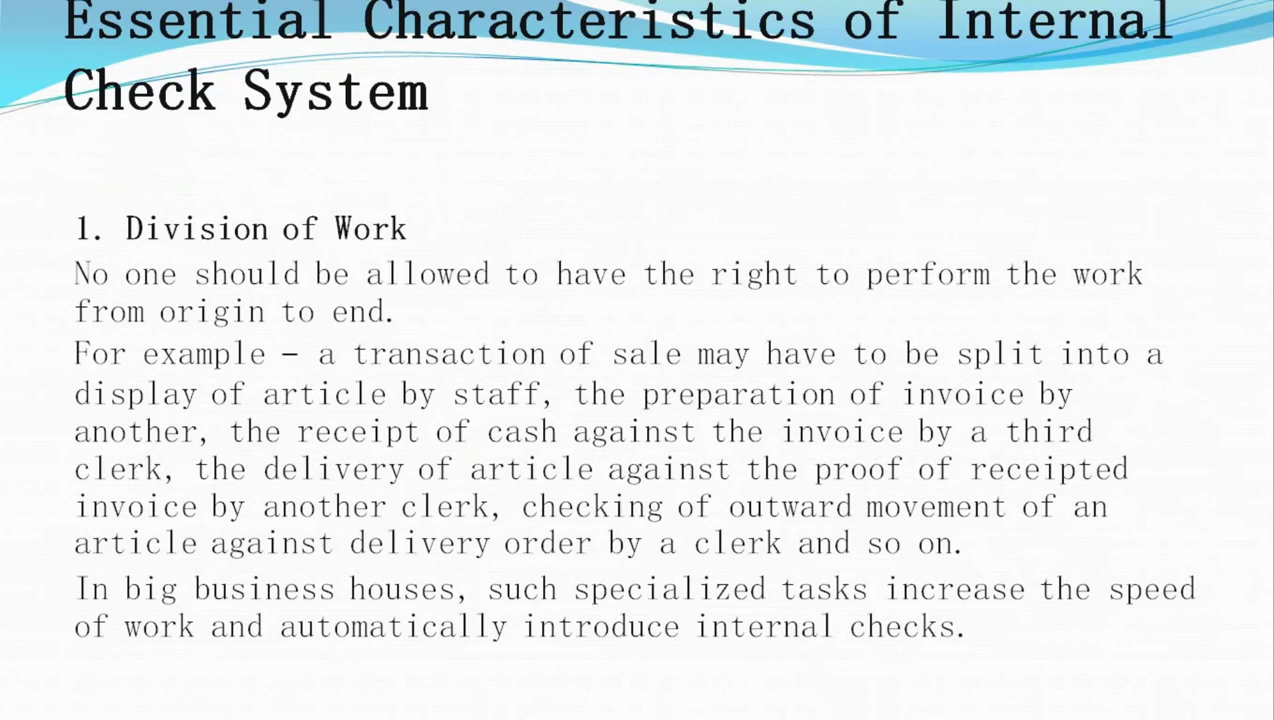 Essential Characteristics of Internal
Check System
1. Division of Work
No one should be allowed to have the right to perform the work
from origin to end.
For example – a transaction of sale may have to be split into a
display of article by staff, the preparation of invoice by
another, the receipt of cash against the invoice by a third
clerk, the delivery of article against the proof of receipted
invoice by another clerk, checking of outward movement of an
article against delivery order by a clerk and so on.
In big business houses, such specialized tasks increase the speed
of work and automatically introduce internal checks.